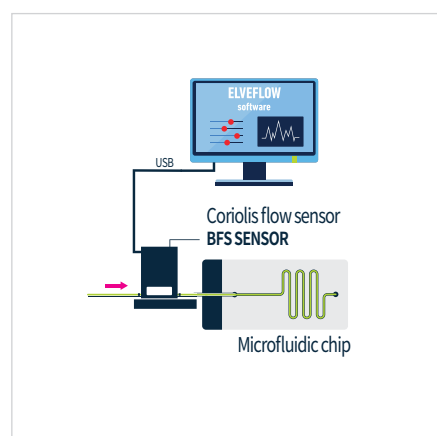 ELVEFLOW
software
USB
Coriolis flow sensor
BFS SENSOR
Microfluidic chip